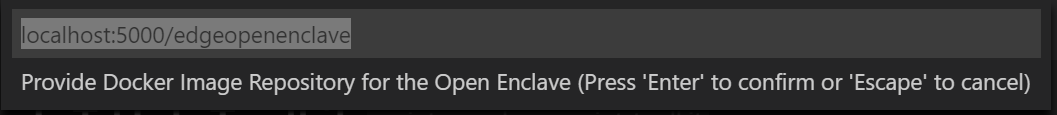 localhost:5000/edgeopenenclave
Provide Docker Image Repository for the Open Enclave (Press 'Enter' to confirm or 'Escape' to cancel)